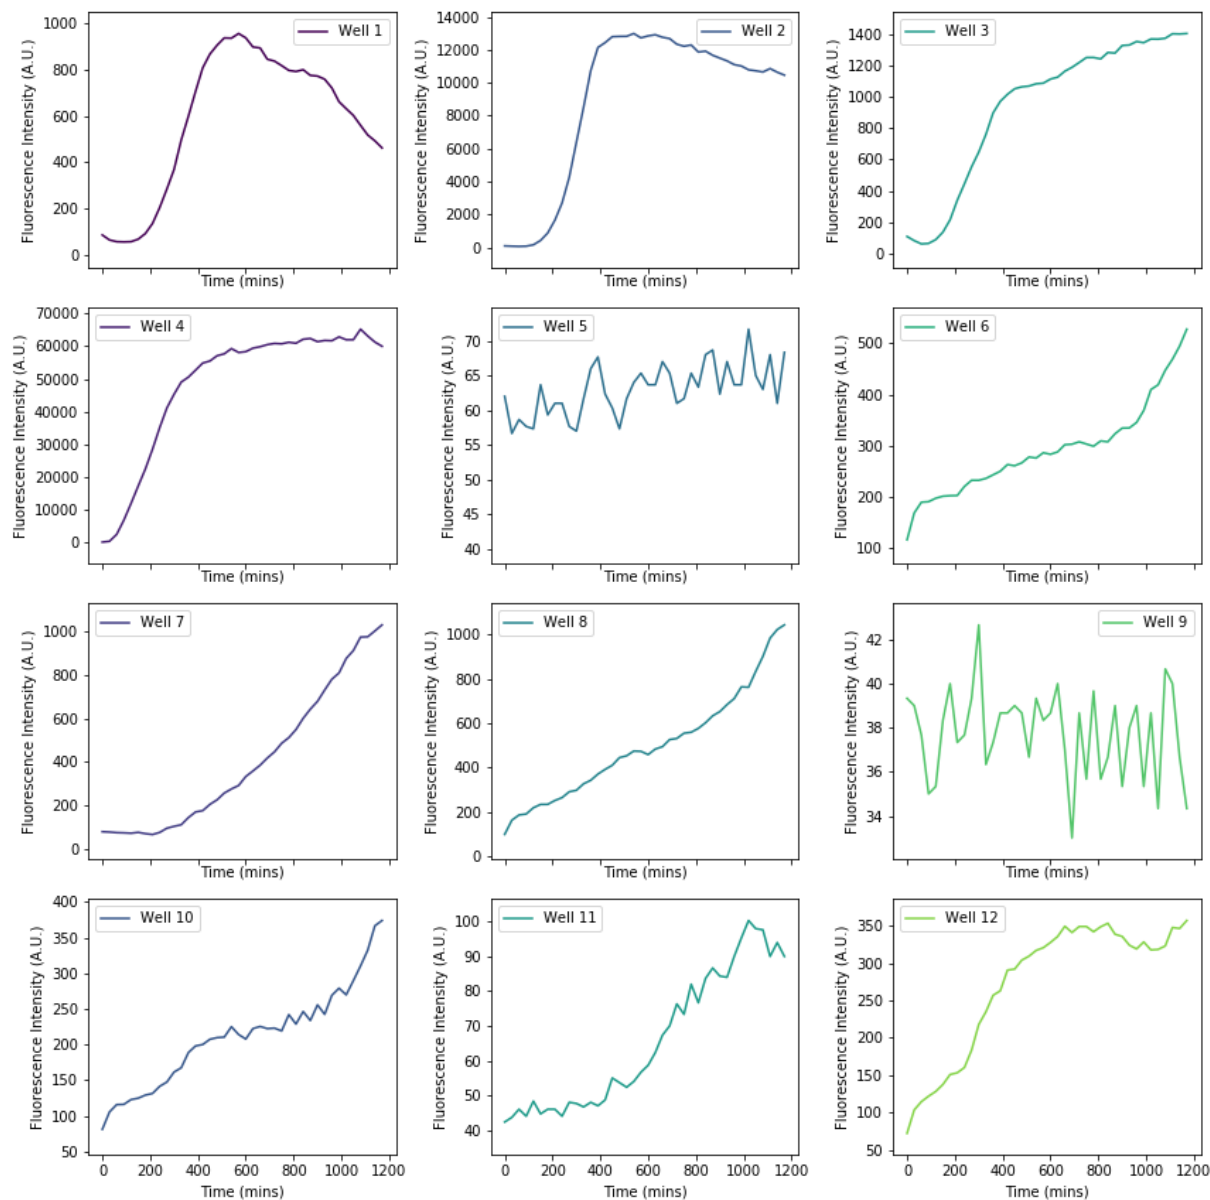 Well 1
Fluorescence Intensity (A.U.)
1000
800
600
400
200
0
Time (mins)
Well 2
Fluorescence Intensity (A.U.)
14000
12000
10000
8000
6000
4000
2000
0
Time (mins)
Well 3
Fluorescence Intensity (A.U.)
1400
1200
1000
800
600
400
200
0
Time (mins)
Well 4
Fluorescence Intensity (A.U.)
70000
60000
50000
40000
30000
20000
10000
0
Time (mins)
Well 5
Fluorescence Intensity (A.U.)
70
65
60
55
50
45
40
Time (mins)
Well 6
Fluorescence Intensity (A.U.)
500
400
300
200
100
Time (mins)
Well 7
Fluorescence Intensity (A.U.)
1000
800
600
400
200
0
Time (mins)
Well 8
Fluorescence Intensity (A.U.)
1000
800
600
400
200
0
Time (mins)
Well 9
Fluorescence Intensity (A.U.)
42
40
38
36
34
Time (mins)
Well 10
Fluorescence Intensity (A.U.)
400
350
300
250
200
150
100
50
0 200 400 600 800 1000 1200
Time (mins)
Well 11
Fluorescence Intensity (A.U.)
100
90
80
70
60
50
40
0 200 400 600 800 1000 1200
Time (mins)
Well 12
Fluorescence Intensity (A.U.)
350
300
250
200
150
100
50
0 200 400 600 800 1000 1200
Time (mins)